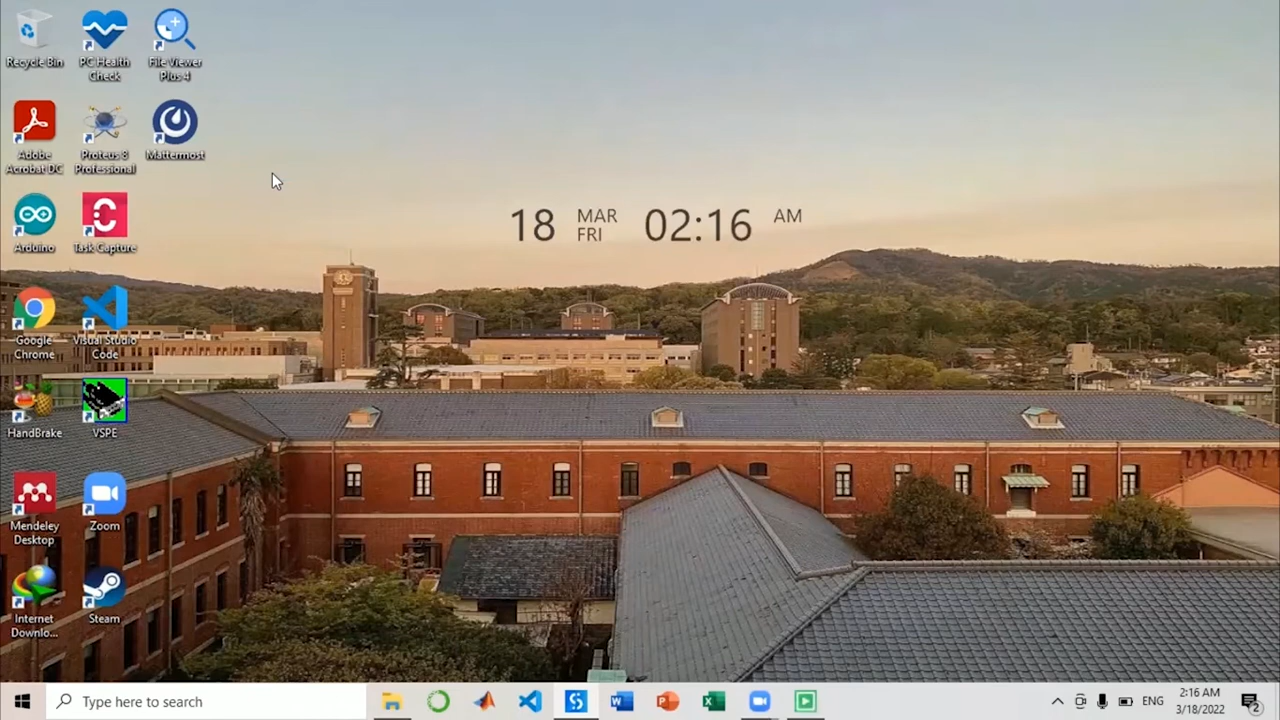 Recycle Bin
PC Health
Check
File Viewer
Plus 4
Adobe
Acrobat DC
Proteus 8
Professional
Mattermost
Arduino
Task Capture
18
MAR
FRI
02:16
AM
Google
Chrome
Visual Studio
Code
HandBrake
VSPE
Mendeley
Desktop
Zoom
Internet
Downlo...
Steam
Type here to search
ENG
2:16 AM
3/18/2022
2